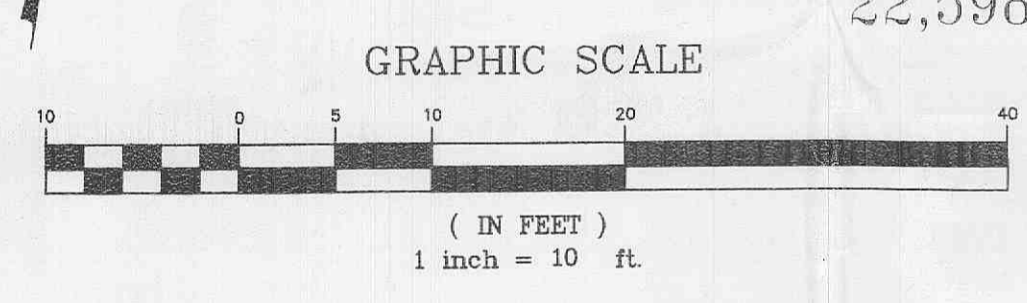 22,598
GRAPHIC SCALE
10 0 5 10 20 40
( IN FEET )
1 inch = 10 ft.